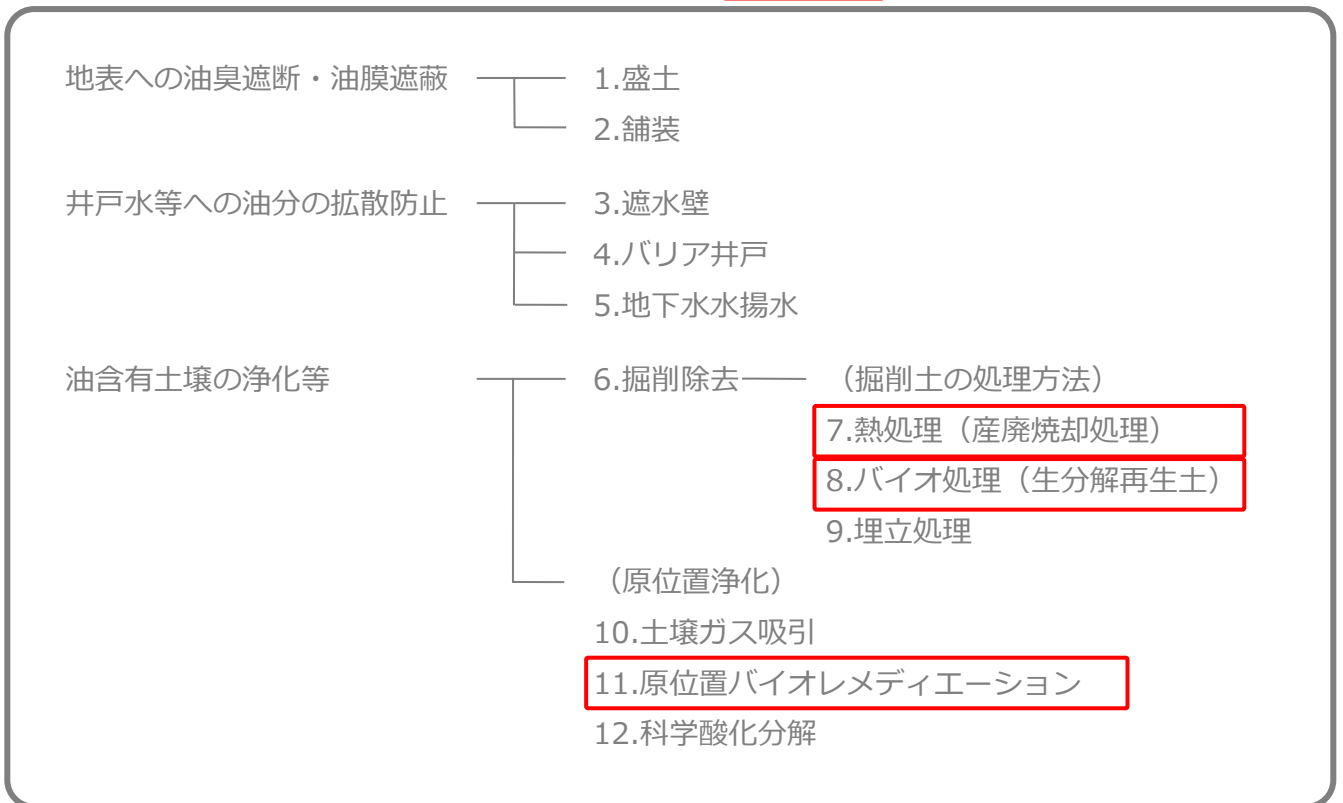 地表への油臭遮断・油膜遮蔽
1.盛土
2.舗装
井戸水等への油分の拡散防止
3.遮水壁
4.バリア井戸
5.地下水水揚水
油含有土壌の浄化等
6.掘削除去
（掘削土の処理方法）
7.熱処理（産廃焼却処理）
8.バイオ処理（生分解再生土）
9.埋立処理
（原位置浄化）
10.土壌ガス吸引
11.原位置バイオレメディエーション
12.科学酸化分解